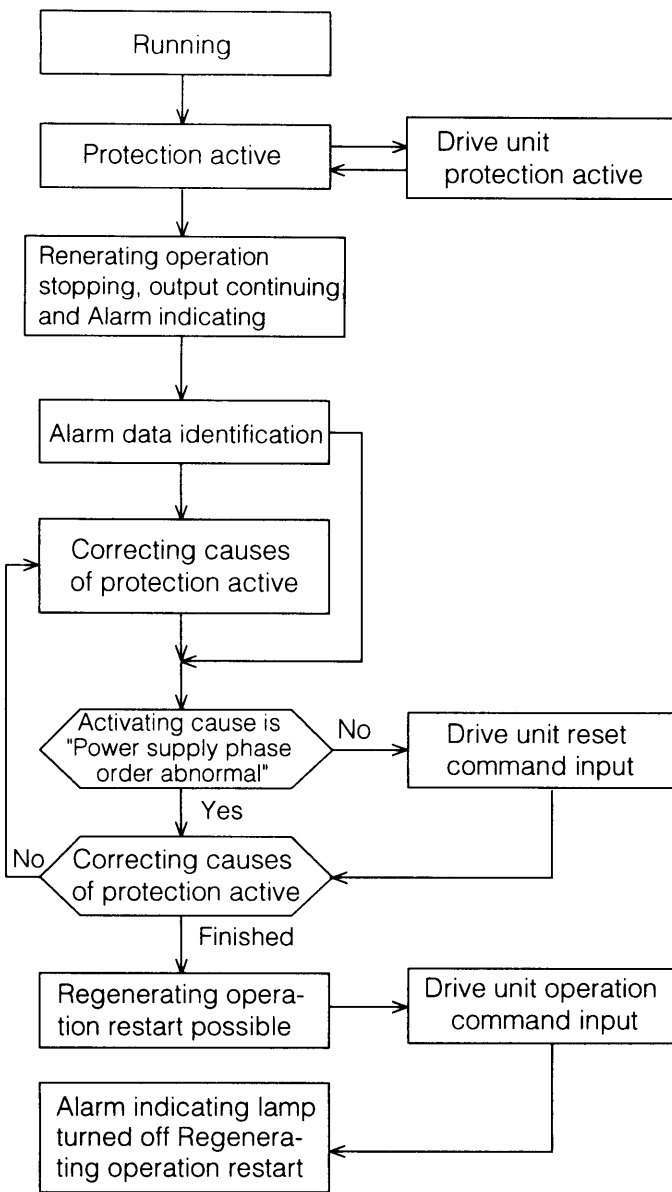 Running
Protection active
Drive unit
protection active
Renerating operation
stopping, output continuing
and Alarm indicating
Alarm data identification
Correcting causes
of protection active
Activating cause is
"Power supply phase
order abnormal"
No
Drive unit reset
command input
Yes
No
Correcting causes
of protection active
Finished
Regenerating opera-
tion restart possible
Drive unit operation
command input
Alarm indicating lamp
turned off Regenera-
ting operation restart